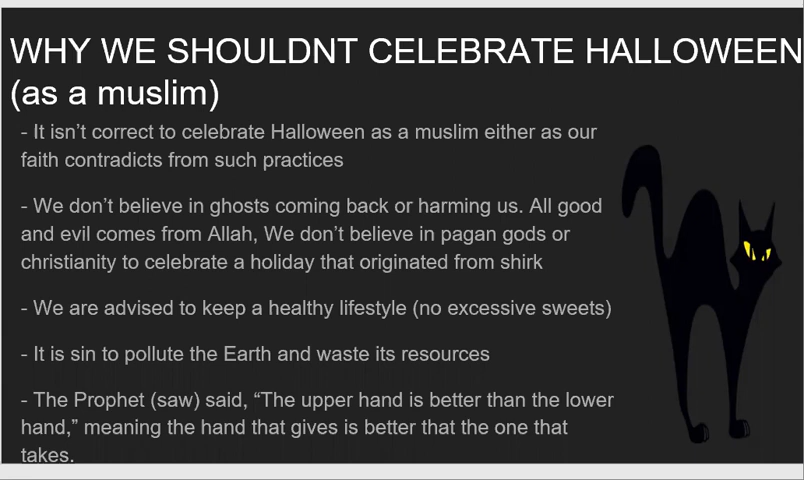 WHY WE SHOULDNT CELEBRATE HALLOWEEN
(as a muslim)
- It isn't correct to celebrate Halloween as a muslim either as our
faith contradicts from such practices
- We don't believe in ghosts coming back or harming us. All good
and evil comes from Allah, We don't believe in pagan gods or
christianity to celebrate a holiday that originated from shirk
- We are advised to keep a healthy lifestyle (no excessive sweets)
- It is sin to pollute the Earth and waste its resources
- The Prophet (saw) said, “The upper hand is better than the lower
hand,” meaning the hand that gives is better that the one that
takes.